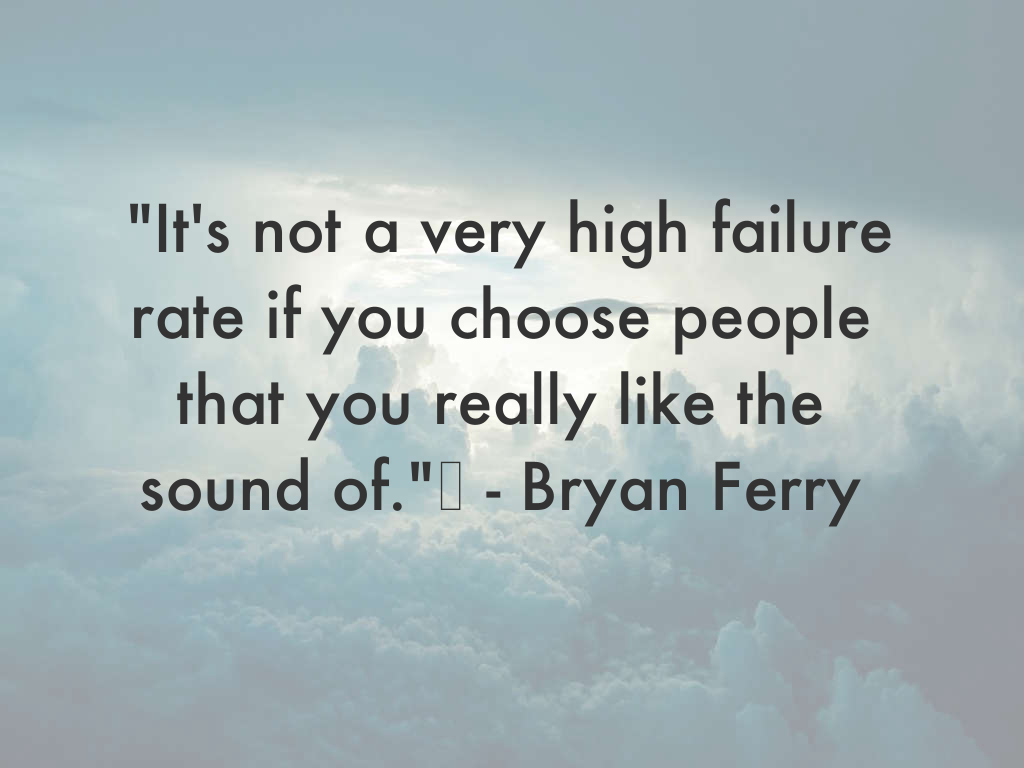 "It's not a very high failure
rate if you choose people
that you really like the
sound of."▯ - Bryan Ferry